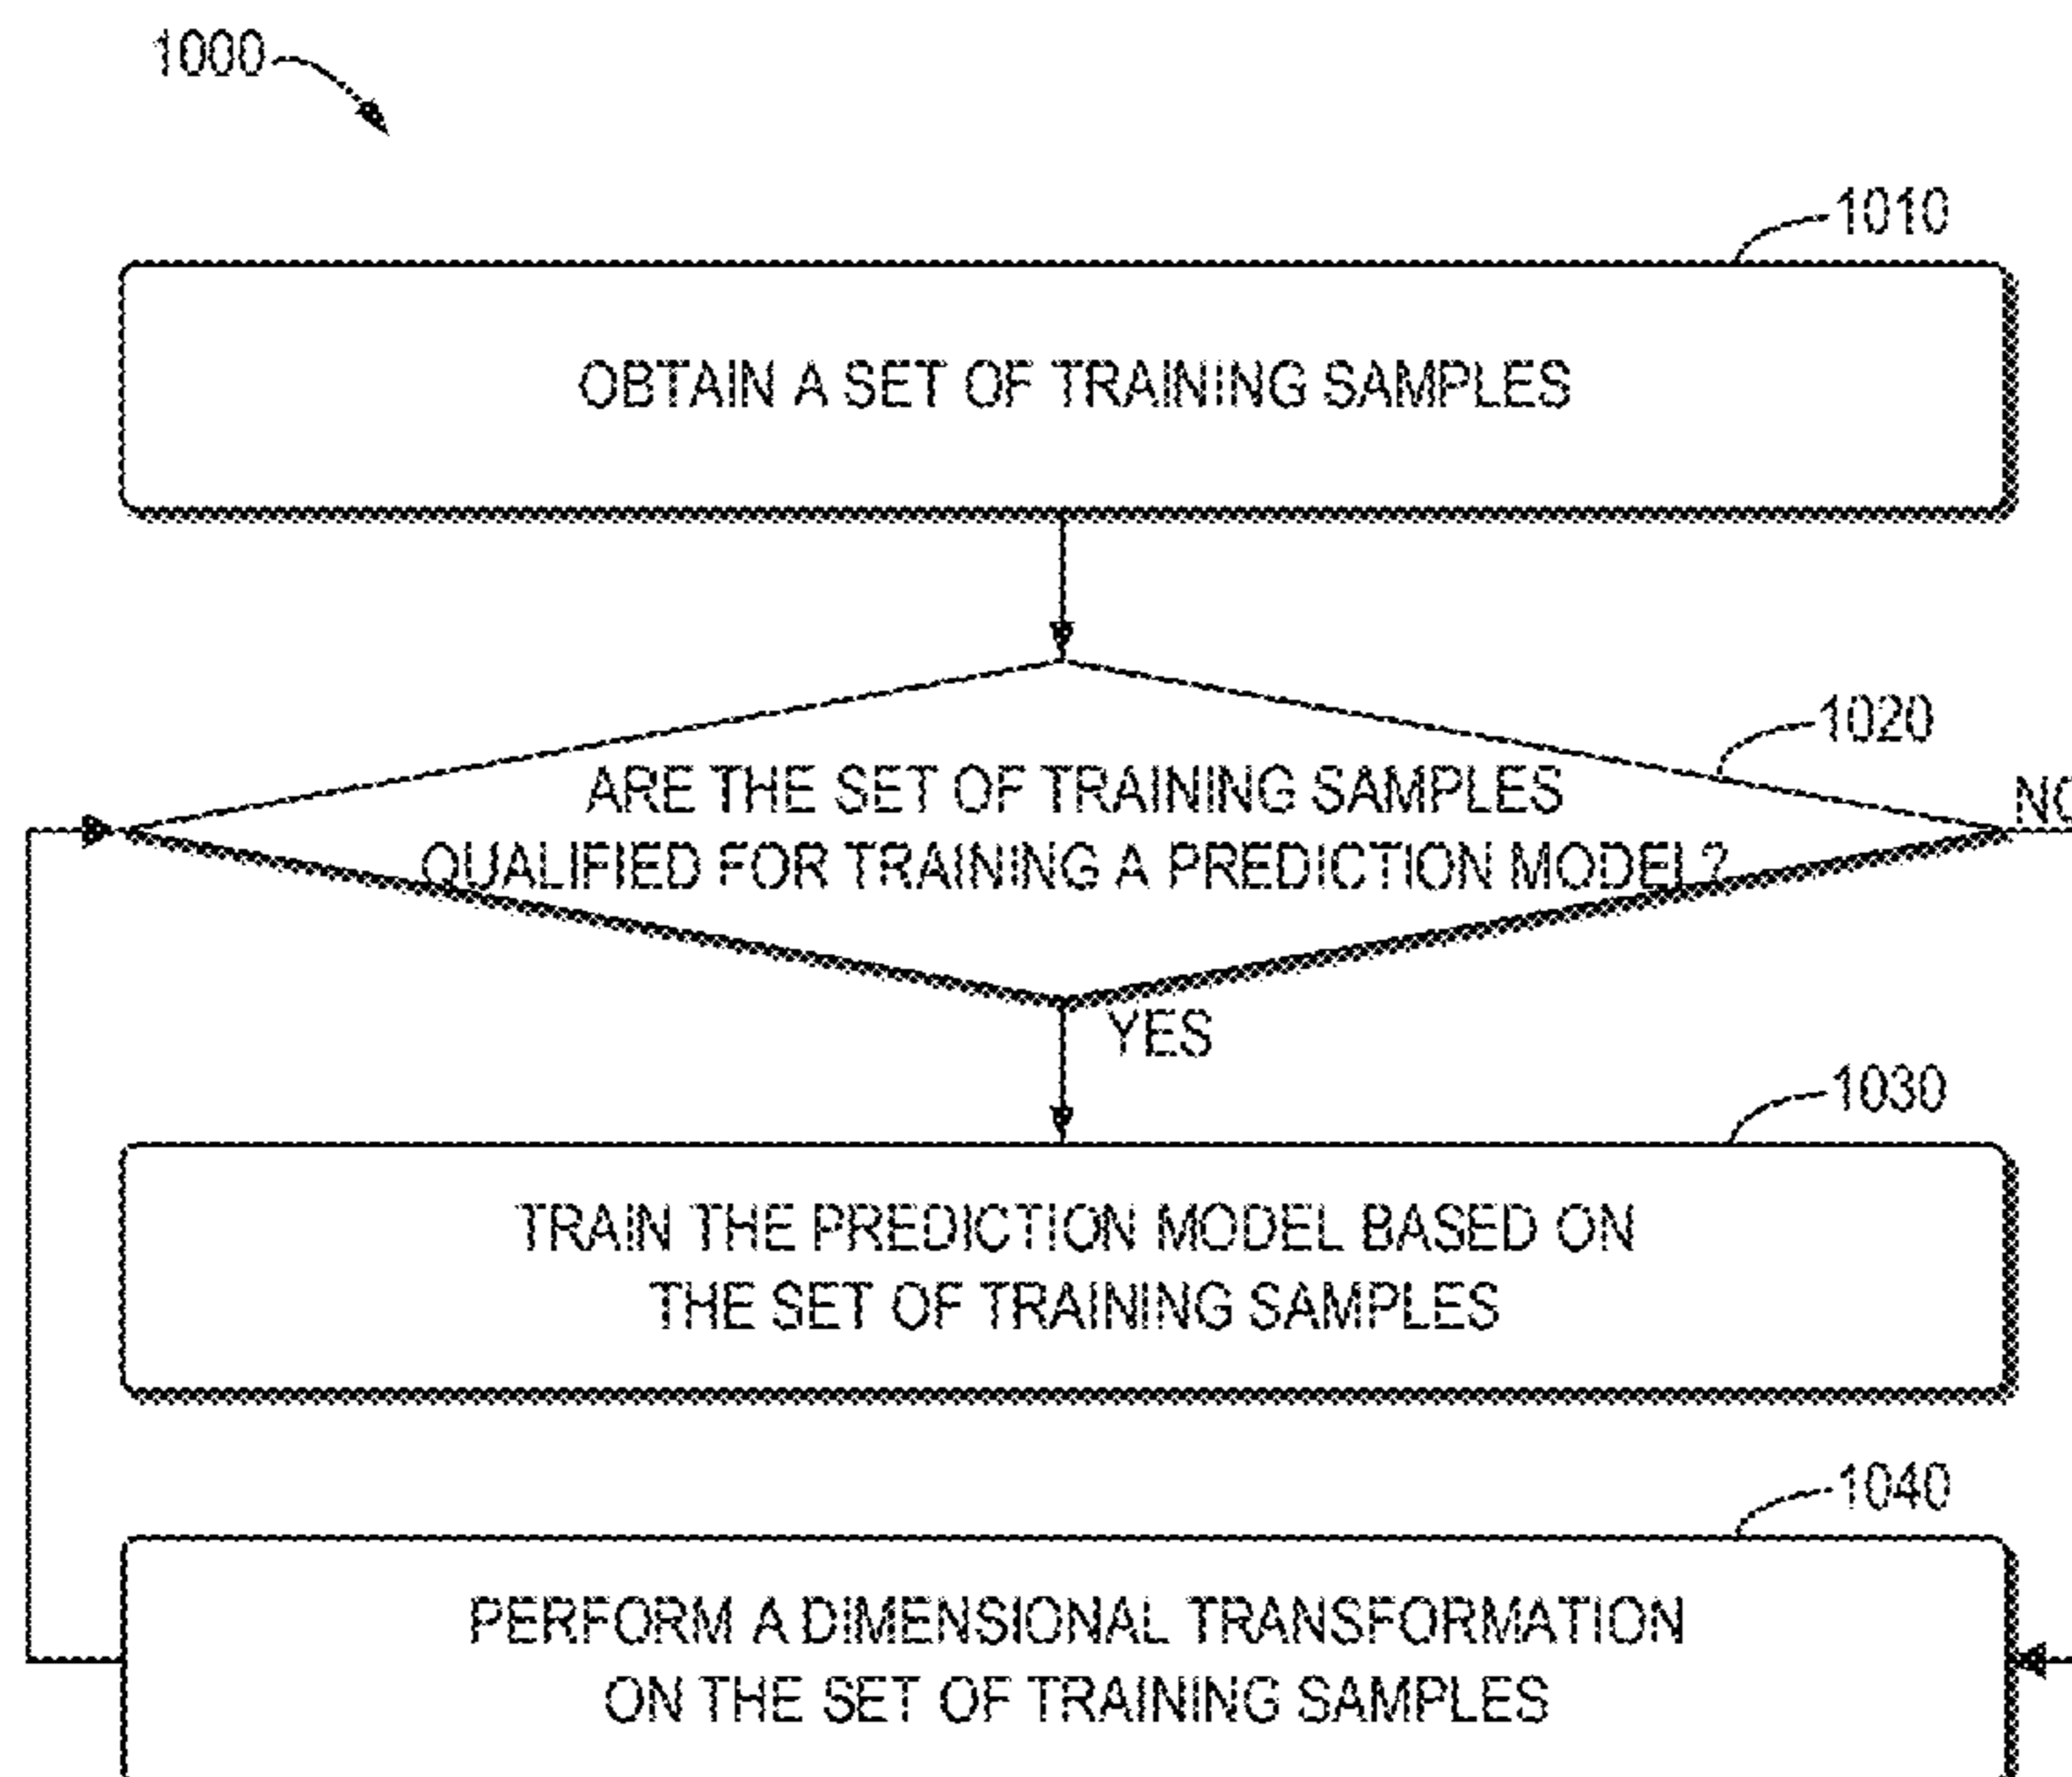 1000
1010
OBTAIN A SET OF TRAINING SAMPLES
1020
ARE THE SET OF TRAINING SAMPLES
QUALIFIED FOR TRAINING A PREDICTION MODEL?
NO
YES
1030
TRAIN THE PREDICTION MODEL BASED ON
THE SET OF TRAINING SAMPLES
1040
PERFORM A DIMENSIONAL TRANSFORMATION
ON THE SET OF TRAINING SAMPLES